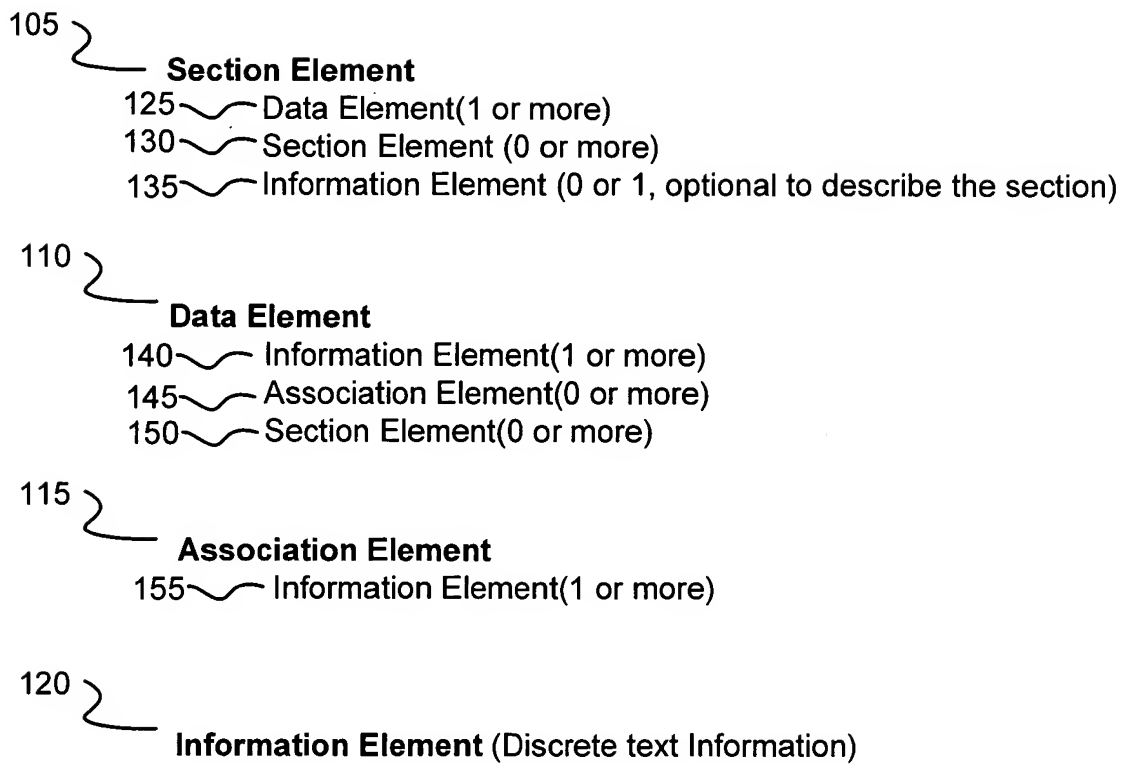 105
Section Element
125 Data Element(1 or more)
130 Section Element (0 or more)
135 Information Element (0 or 1, optional to describe the section)
110
Data Element
140 Information Element(1 or more)
145 Association Element(0 or more)
150 Section Element(0 or more)
115
Association Element
155 Information Element(1 or more)
120
Information Element (Discrete text Information)